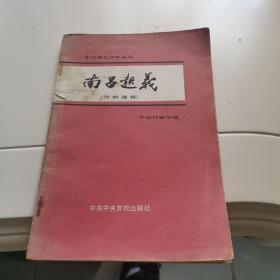 中共党史资料丛书
南昌起义
(资料选辑)
中央档案馆编
中共中央党校出版社